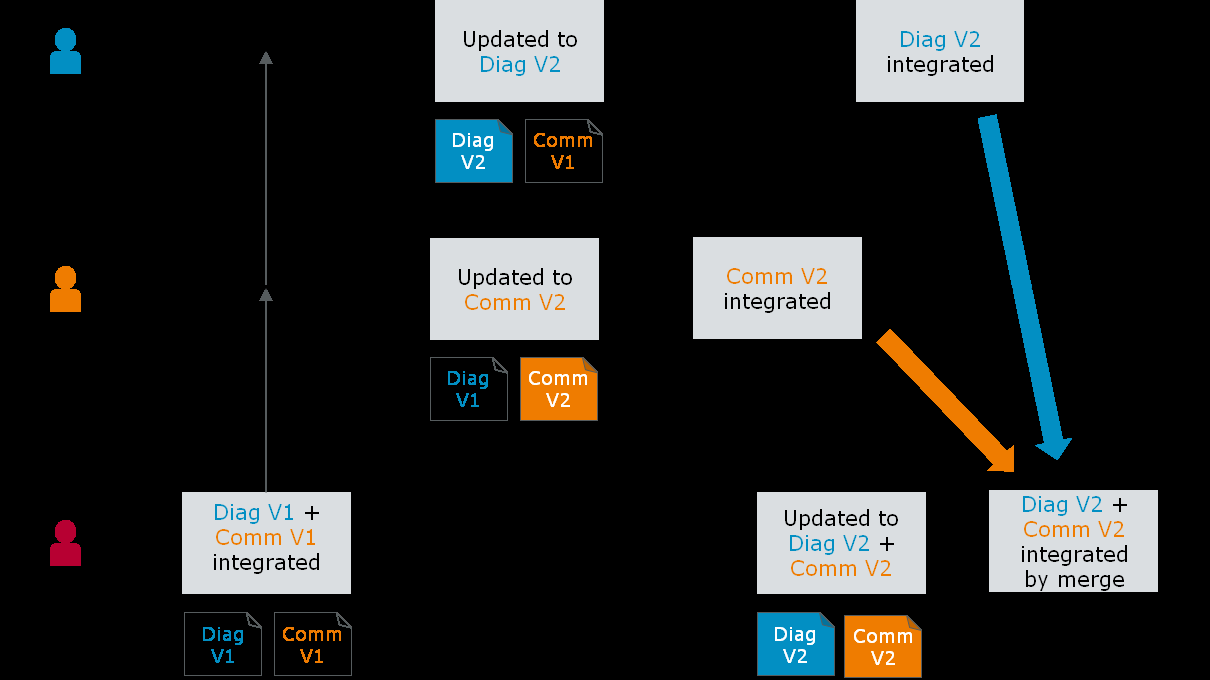 Updated to
Diag V2
Diag V2
integrated
Diag
V2
Comm
V1
Updated to
Comm V2
Comm V2
integrated
Diag
V1
Comm
V2
Diag V1 +
Comm V1
integrated
Updated to
Diag V2 +
Comm V2
Diag V2 +
Comm V2
integrated
by merge
Diag
V1
Comm
V1
Diag
V2
Comm
V2